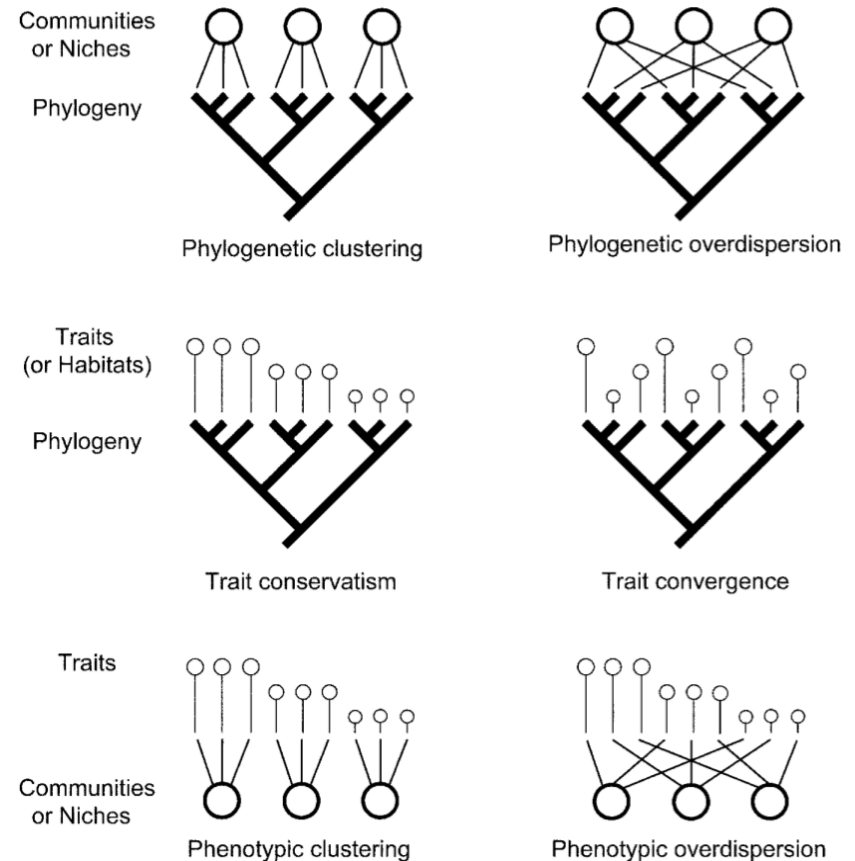 Communities
or Niches
Phylogeny
Phylogenetic clustering
Phylogenetic overdispersion
Traits
(or Habitats)
Phylogeny
Trait conservatism
Trait convergence
Traits
Communities
or Niches
Phenotypic clustering
Phenotypic overdispersion